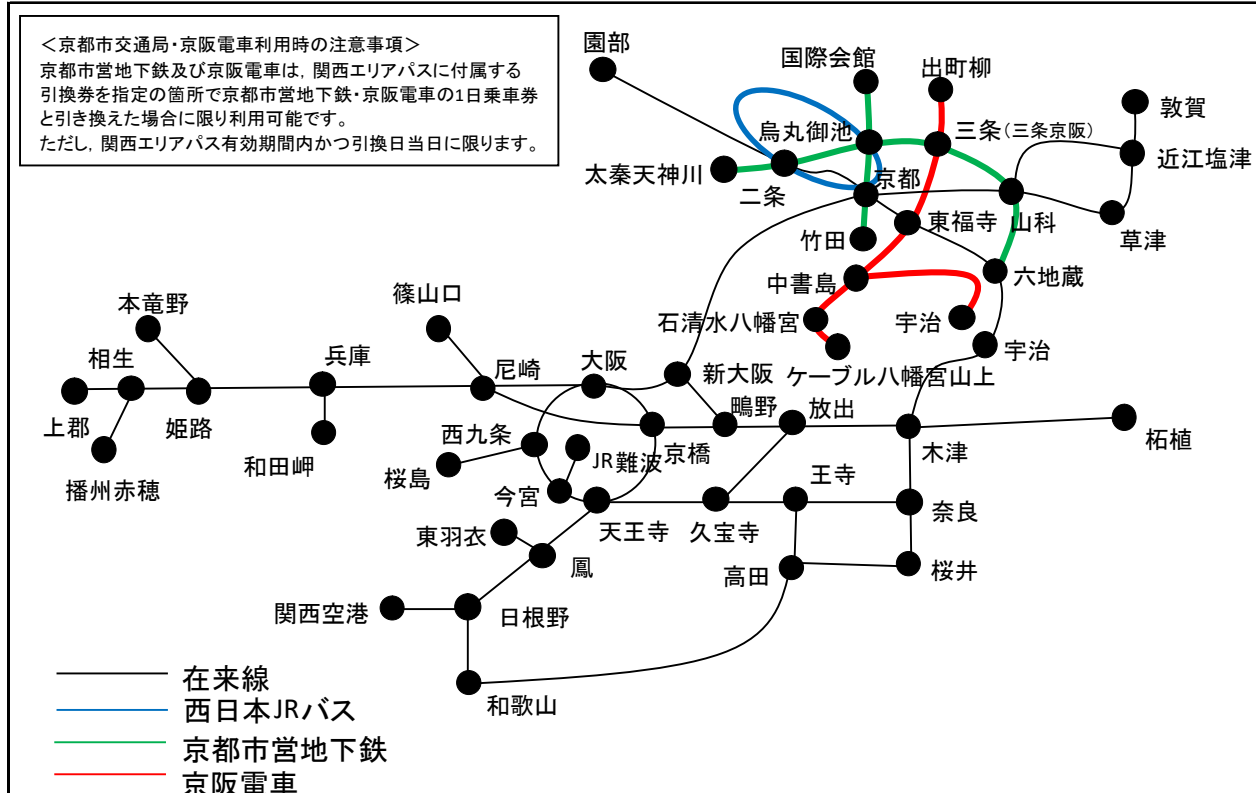 ＜京都市交通局・京阪電車利用時の注意事項＞
京都市営地下鉄及び京阪電車は，関西エリアパスに付属する
引換券を指定の箇所で京都市営地下鉄・京阪電車の1日乗車券
と引き換えた場合に限り利用可能です。
ただし，関西エリアパス有効期間内かつ引換日当日に限ります。
園部
国際会館
出町柳
敦賀
烏丸御池
三条（三条京阪）
近江塩津
太秦天神川
二条
京都
東福寺
山科
草津
竹田
六地蔵
中書島
石清水八幡宮
宇治
宇治
ケーブル八幡宮山上
本竜野
篠山口
相生
兵庫
尼崎
大阪
新大阪
鴫野
放出
上郡
姫路
西九条
京橋
木津
柘植
播州赤穂
和田岬
桜島
JR難波
今宮
王寺
天王寺
久宝寺
奈良
東羽衣
鳳
高田
桜井
関西空港
日根野
和歌山
在来線
西日本JRバス
京都市営地下鉄
京阪電車